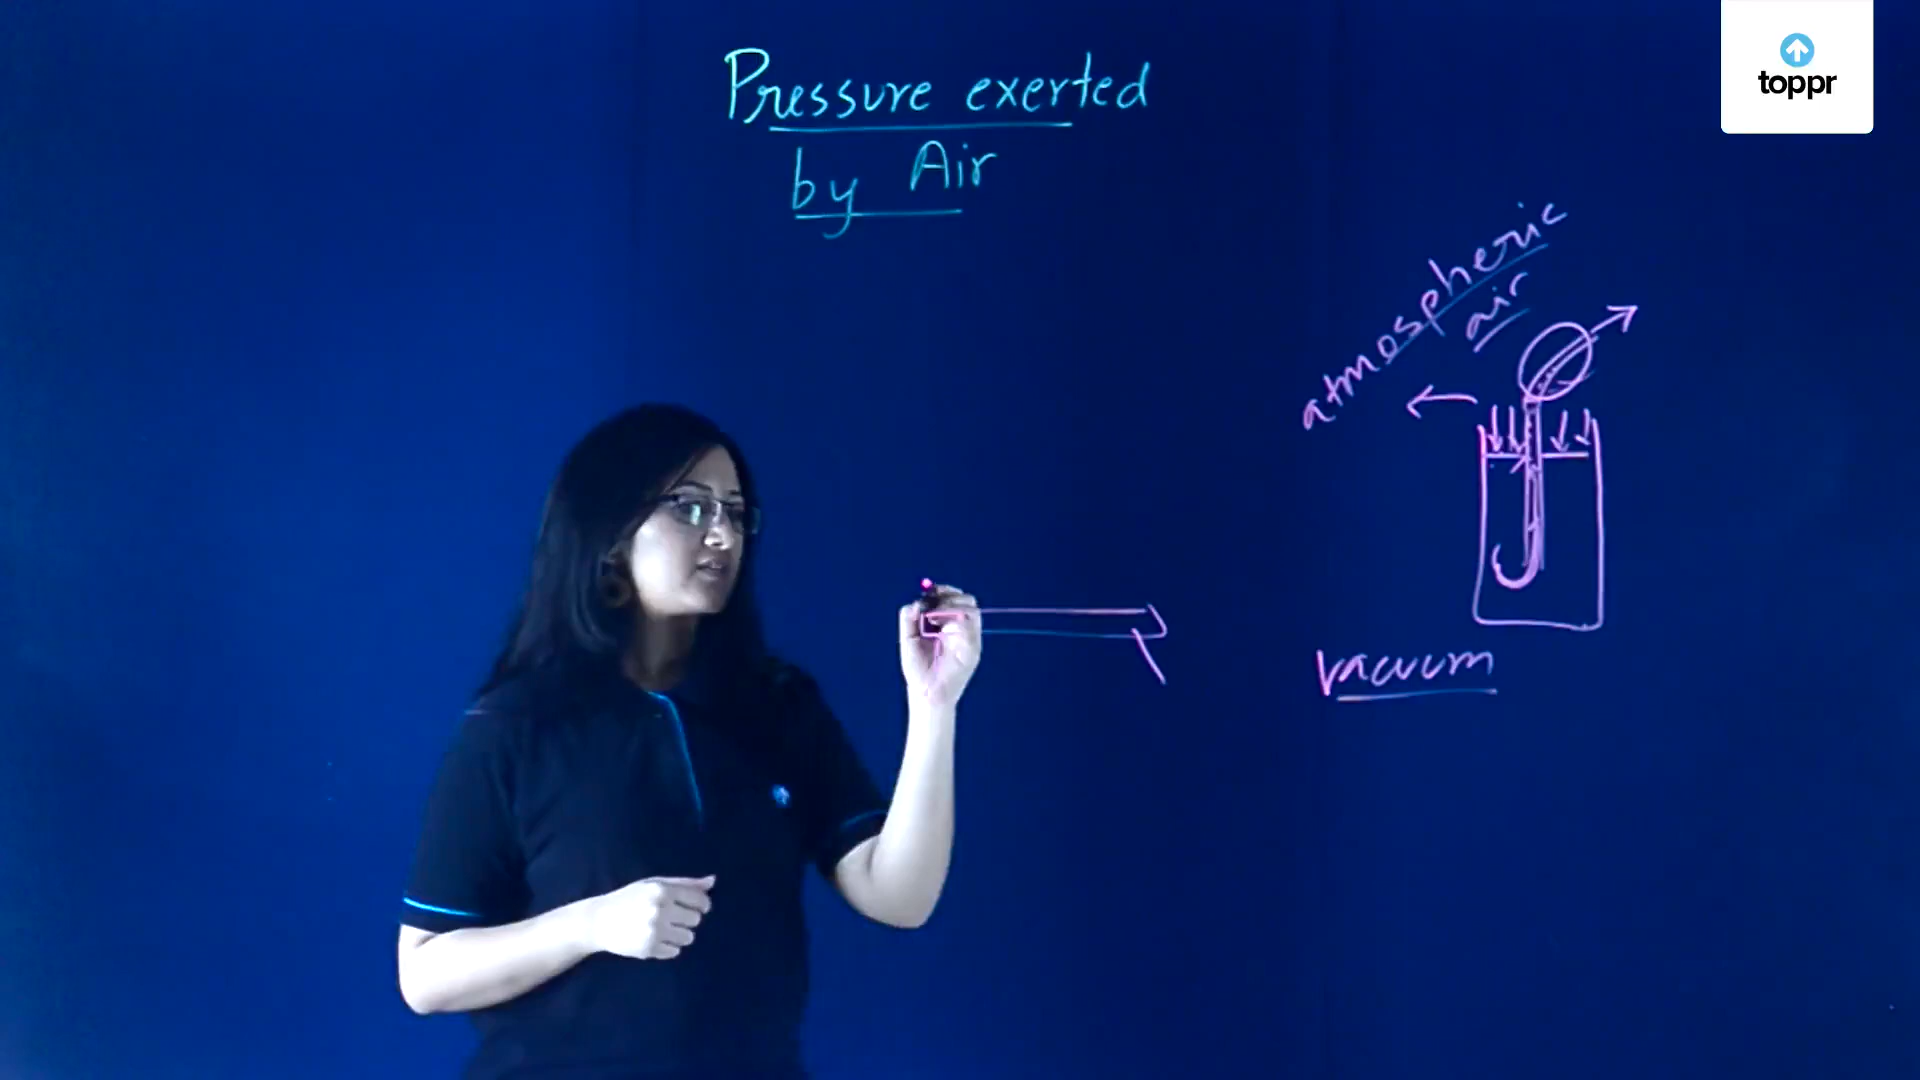 Pressure exerted
by Air
toppr
atmospheric
air
vacuum